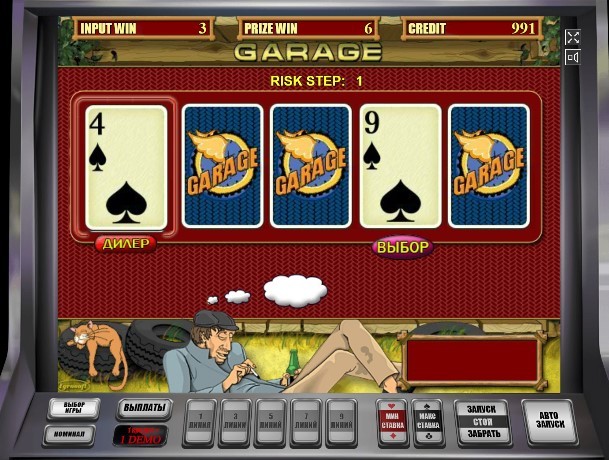 INPUT WIN 3 PRIZE WIN 6 CREDIT 991
GARAGE
RISK STEP: 1
4 9
GARAGE GARAGE GARAGE
ДИЛЕР ВЫБОР
ВЫБОР ИГРЫ
ВЫПЛАТЫ
НОМИНАЛ
1 DEMO
1 ЛИНИЯ
3 ЛИНИИ
5 ЛИНИЙ
7 ЛИНИЙ
9 ЛИНИЙ
МИН СТАВКА
МАКС СТАВКА
ЗАПУСК
СТОП
ЗАБРАТЬ
АВТО
ЗАПУСК